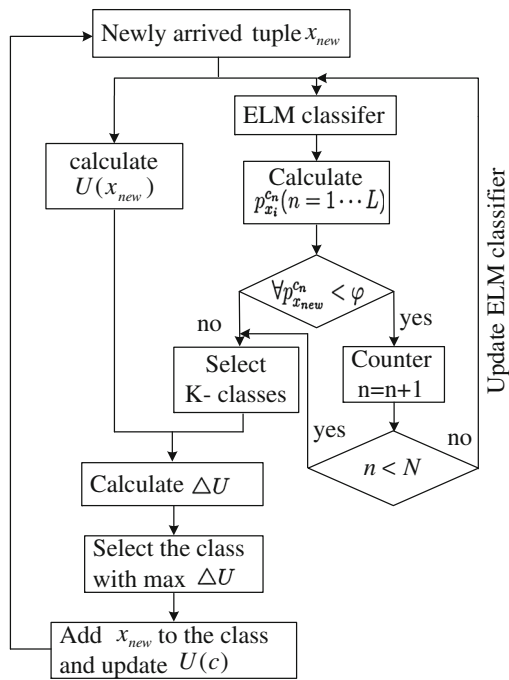 Newly arrived tuple x_new
ELM classifer
calculate
U(x_new)
Calculate
p_{x_i}^{c_n}(n = 1 ⋯ L)
∀p_{x_new}^{c_n} < φ
no
yes
Select
K- classes
Counter
n=n+1
yes
no
n < N
Update ELM classifier
Calculate △U
Select the class
with max △U
Add x_new to the class
and update U(c)